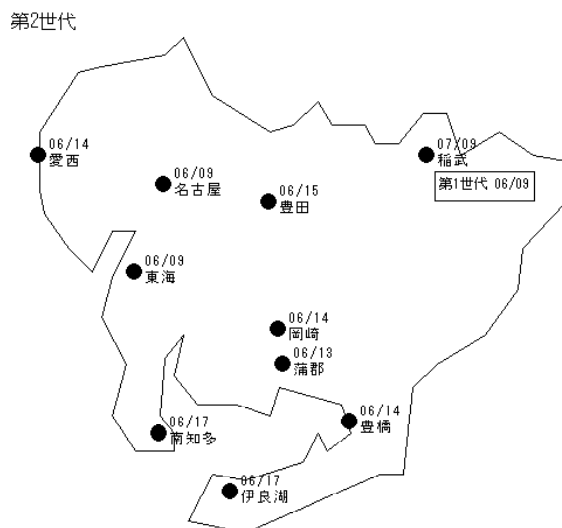 第2世代
06/14
愛西
06/09
名古屋
06/15
豊田
07/09
稲武
第1世代 06/09
06/09
東海
06/14
岡崎
06/13
蒲郡
06/14
豊橋
06/17
南知多
06/17
伊良湖